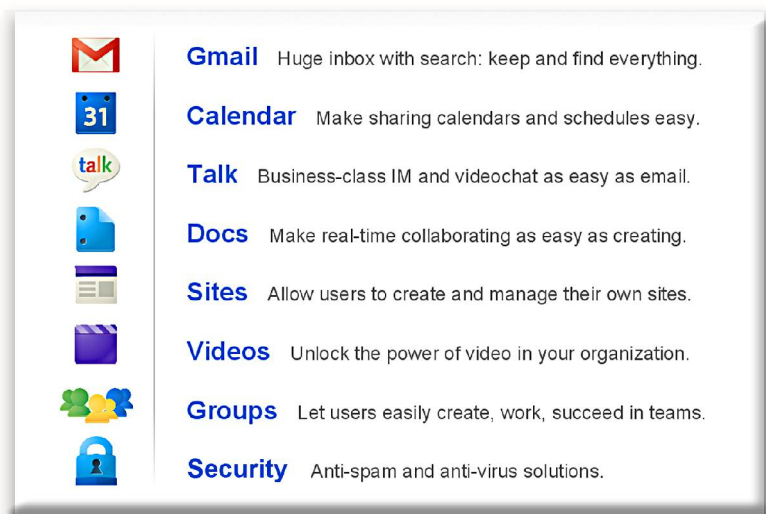 Gmail Huge inbox with search: keep and find everything.
31
Calendar Make sharing calendars and schedules easy.
talk
Talk Business-class IM and videochat as easy as email.
Docs Make real-time collaborating as easy as creating.
Sites Allow users to create and manage their own sites.
Videos Unlock the power of video in your organization.
Groups Let users easily create, work, succeed in teams.
Security Anti-spam and anti-virus solutions.